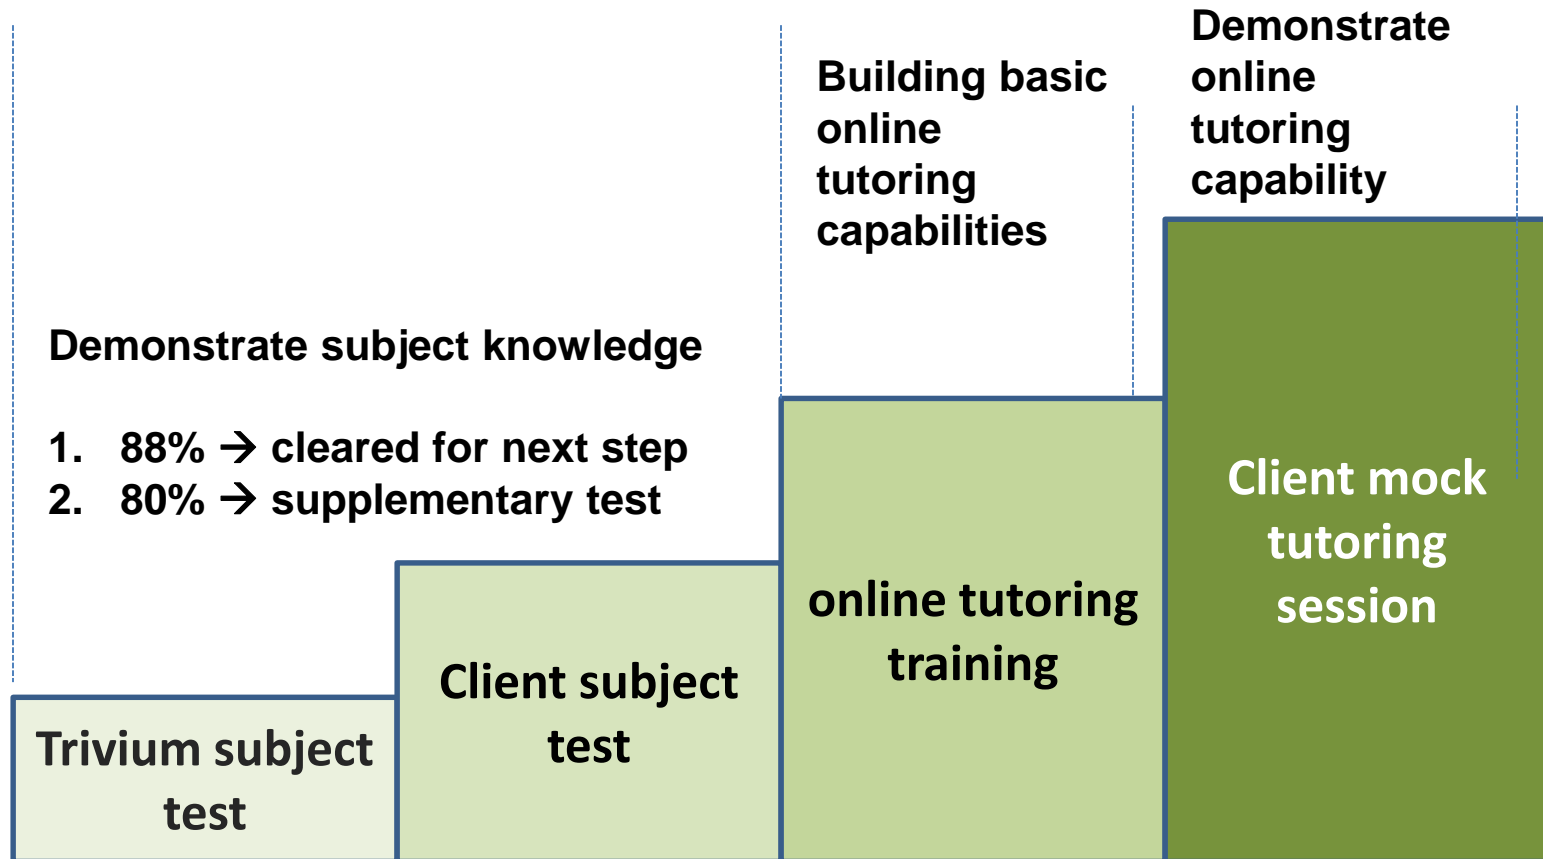 Demonstrate subject knowledge
1. 88% → cleared for next step
2. 80% → supplementary test
Building basic
online
tutoring
capabilities
Demonstrate
online
tutoring
capability
Trivium subject
test
Client subject
test
online tutoring
training
Client mock
tutoring
session